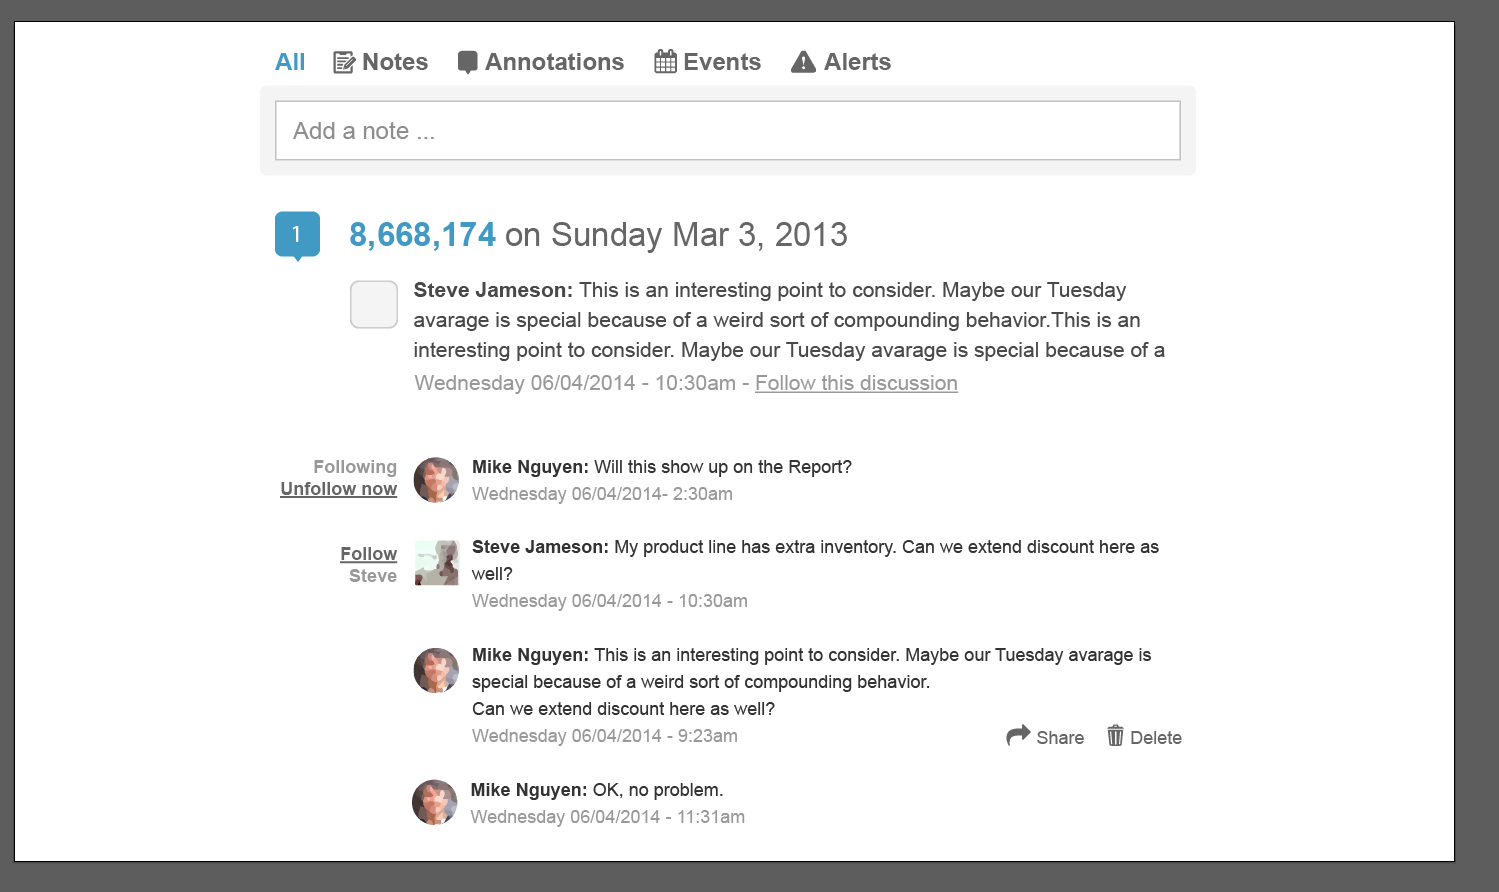 All Notes Annotations Events Alerts
Add a note ...
1 8,668,174 on Sunday Mar 3, 2013
Steve Jameson: This is an interesting point to consider. Maybe our Tuesday
avarage is special because of a weird sort of compounding behavior.This is an
interesting point to consider. Maybe our Tuesday avarage is special because of a
Wednesday 06/04/2014 - 10:30am - Follow this discussion
Following
Unfollow now
Mike Nguyen: Will this show up on the Report?
Wednesday 06/04/2014- 2:30am
Follow
Steve
Steve Jameson: My product line has extra inventory. Can we extend discount here as
well?
Wednesday 06/04/2014 - 10:30am
Mike Nguyen: This is an interesting point to consider. Maybe our Tuesday avarage is
special because of a weird sort of compounding behavior.
Can we extend discount here as well?
Wednesday 06/04/2014 - 9:23am
Share Delete
Mike Nguyen: OK, no problem.
Wednesday 06/04/2014 - 11:31am